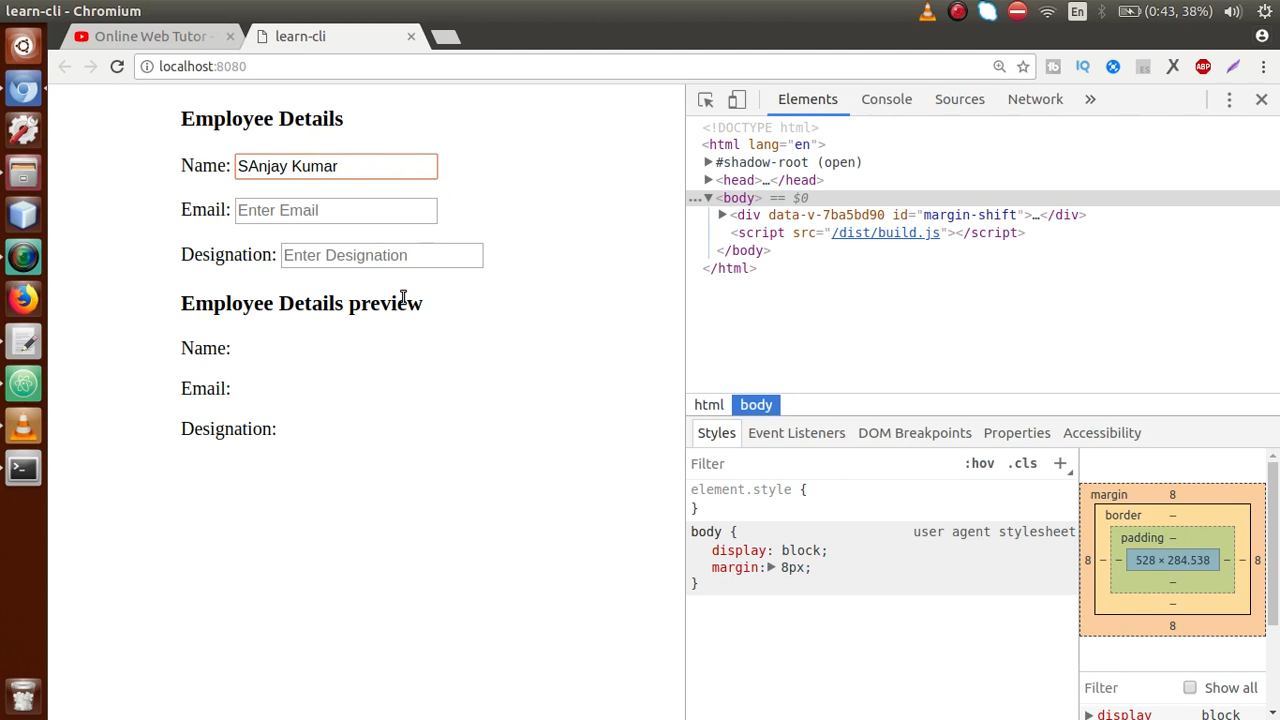 learn-cli - Chromium
En
(0:43, 38%)
Online Web Tutor -
learn-cli
localhost:8080
ABP
Employee Details
Name: SAnjay Kumar
Email: Enter Email
Designation: Enter Designation
Employee Details preview
Name:
Email:
Designation:
Elements
Console
Sources
Network
<!DOCTYPE html>
<html lang="en">
#shadow-root (open)
<head>…</head>
<body> == $0
<div data-v-7ba5bd90 id="margin-shift">…</div>
<script src="/dist/build.js"></script>
</body>
</html>
html
body
Styles
Event Listeners
DOM Breakpoints
Properties
Accessibility
Filter
:hov
.cls
element.style {
}
body {
user agent stylesheet
display: block;
margin: 8px;
}
margin
8
border
–
padding –
8 – – 528 × 284.538 – – 8
–
–
8
Filter
Show all
display
block